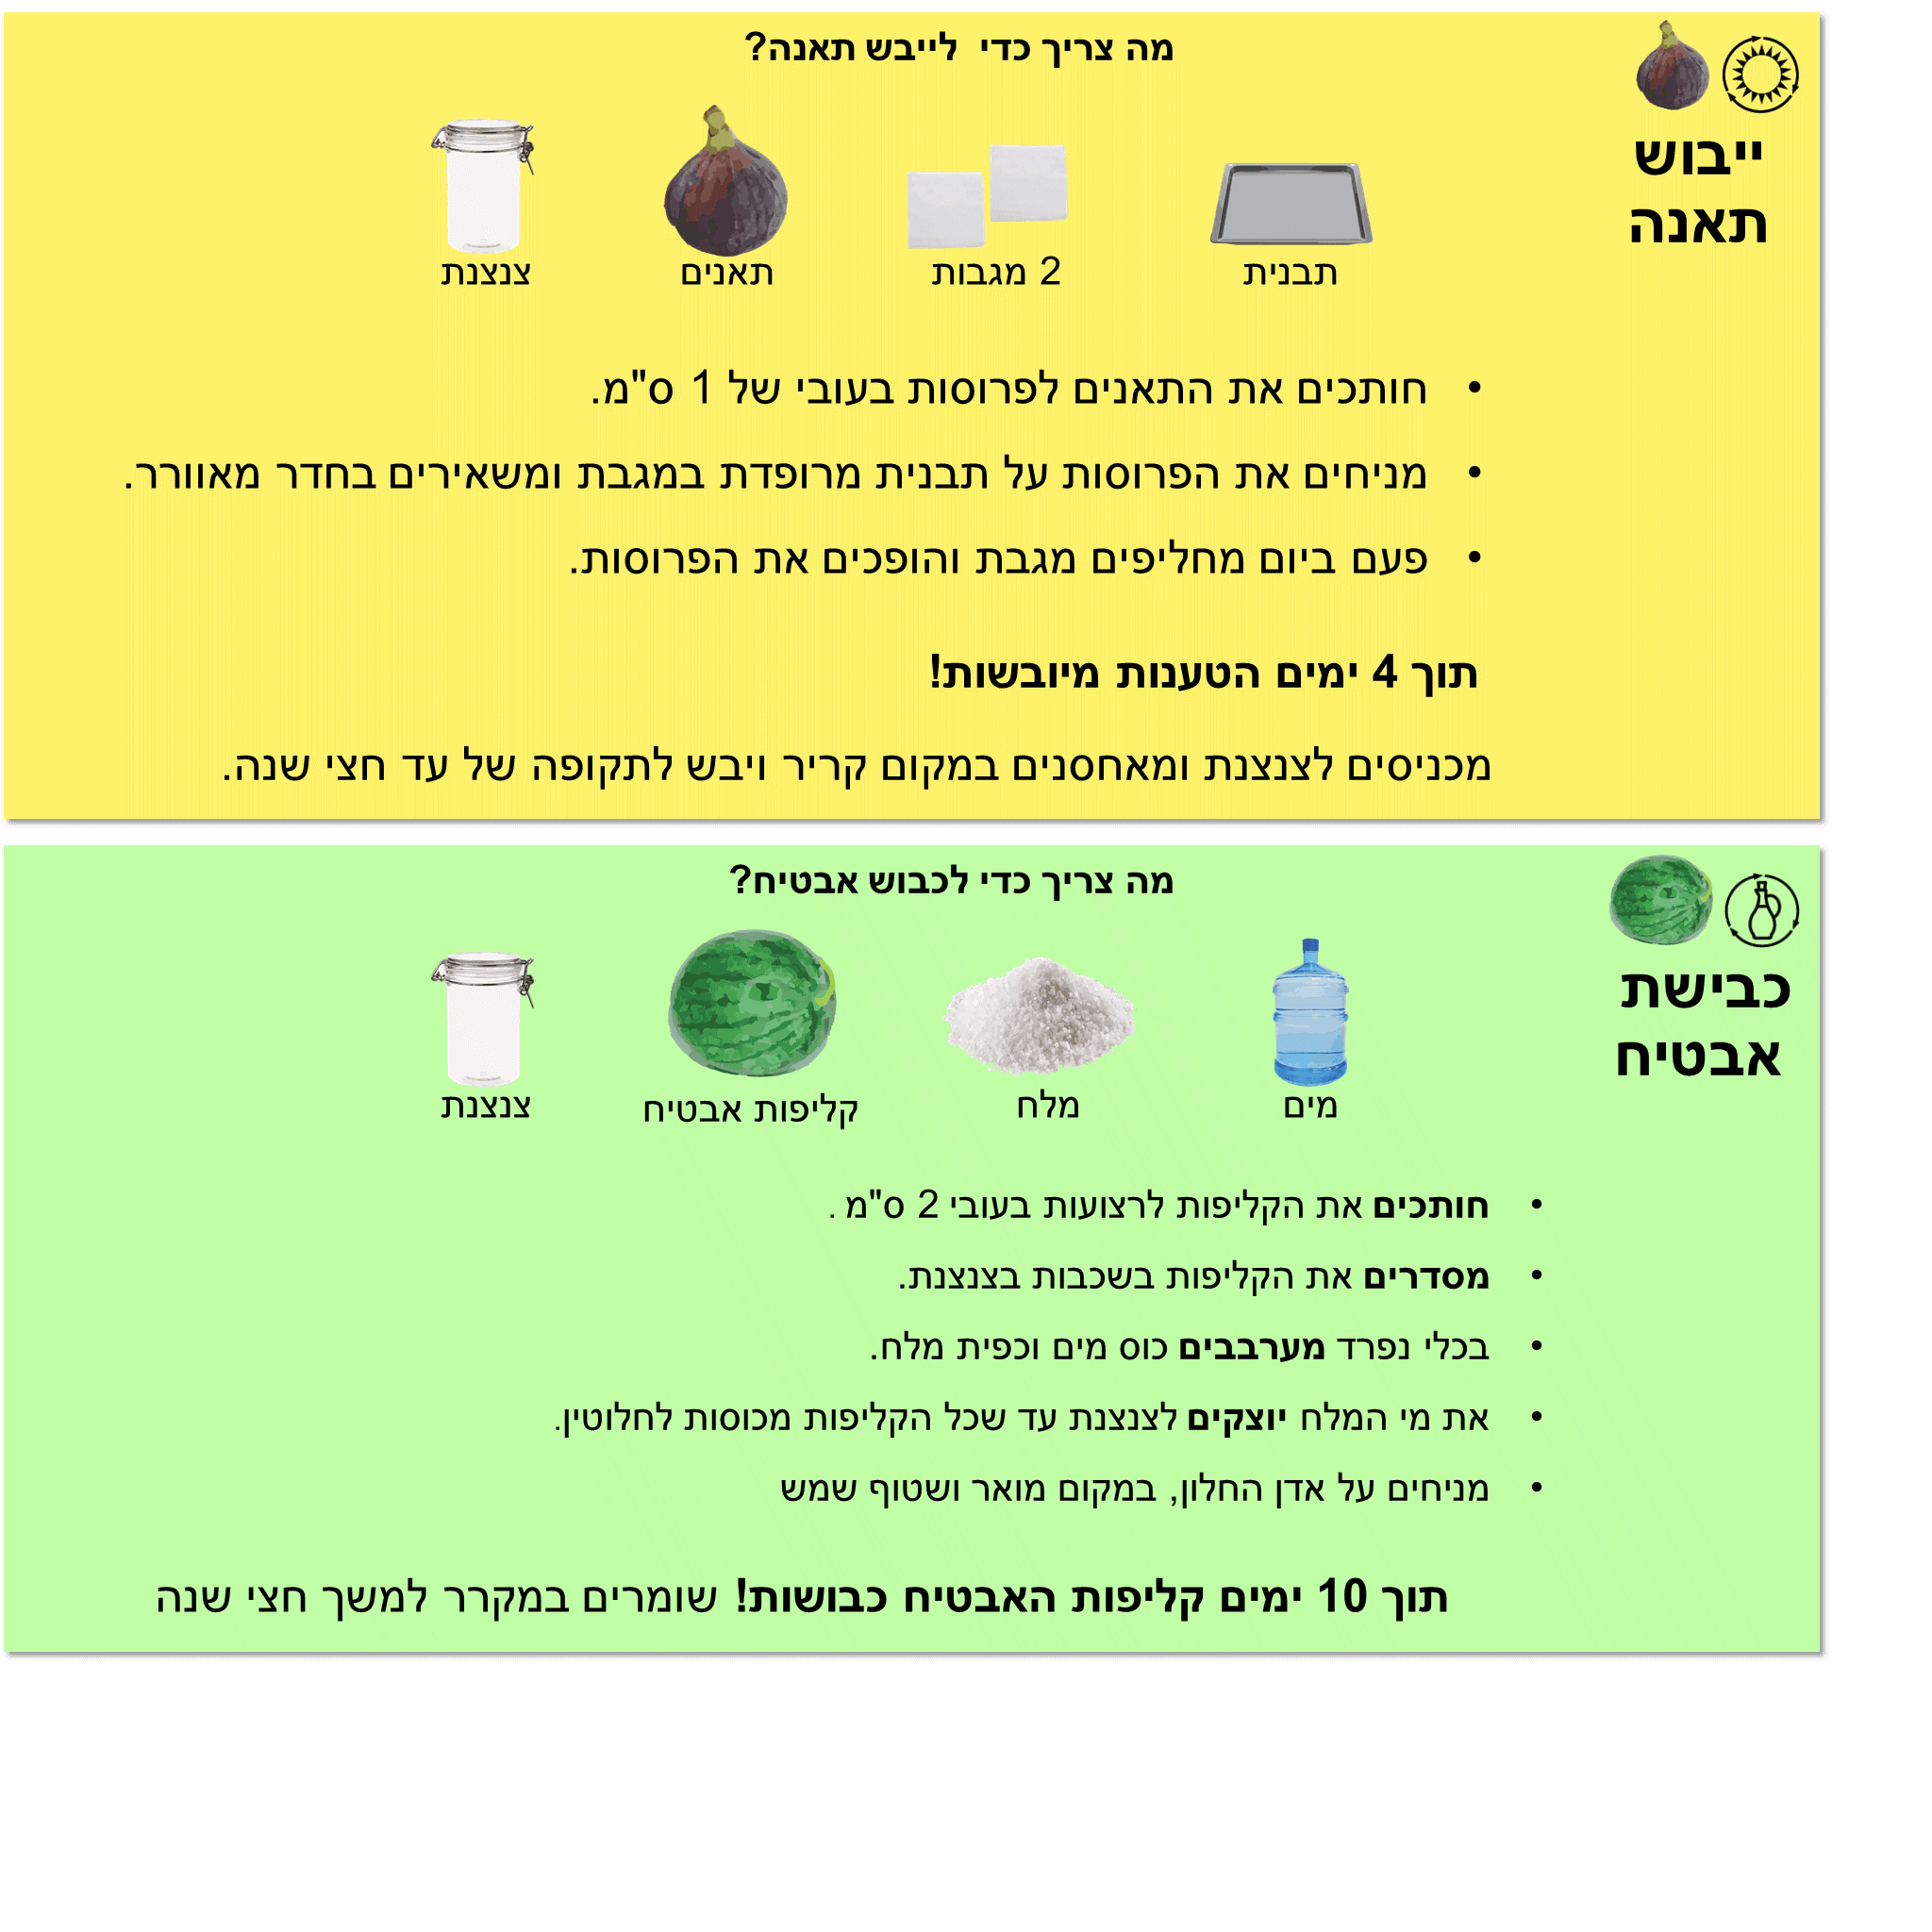 מה צריך כדי  לייבש תאנה?
ייבוש
תאנה
תבנית
2 מגבות
תאנים
צנצנת
• חותכים את התאנים לפרוסות בעובי של 1 ס"מ.
• מניחים את הפרוסות על תבנית מרופדת במגבת ומשאירים בחדר מאוורר.
• פעם ביום מחליפים מגבת והופכים את הפרוסות.
תוך 4 ימים הטענות מיובשות!
מכניסים לצנצנת ומאחסנים במקום קריר ויבש לתקופה של עד חצי שנה.
מה צריך כדי לכבוש אבטיח?
כבישת
אבטיח
מים
מלח
קליפות אבטיח
צנצנת
• חותכים את הקליפות לרצועות בעובי 2 ס"מ .
• מסדרים את הקליפות בשכבות בצנצנת.
• בכלי נפרד מערבבים כוס מים וכפית מלח.
• את מי המלח יוצקים לצנצנת עד שכל הקליפות מכוסות לחלוטין.
• מניחים על אדן החלון, במקום מואר ושטוף שמש
תוך 10 ימים קליפות האבטיח כבושות! שומרים במקרר למשך חצי שנה